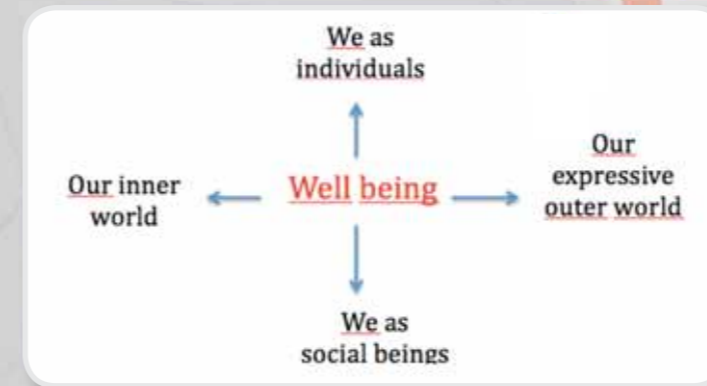 We as
individuals
Our inner
world
Well being
Our
expressive
outer world
We as
social beings